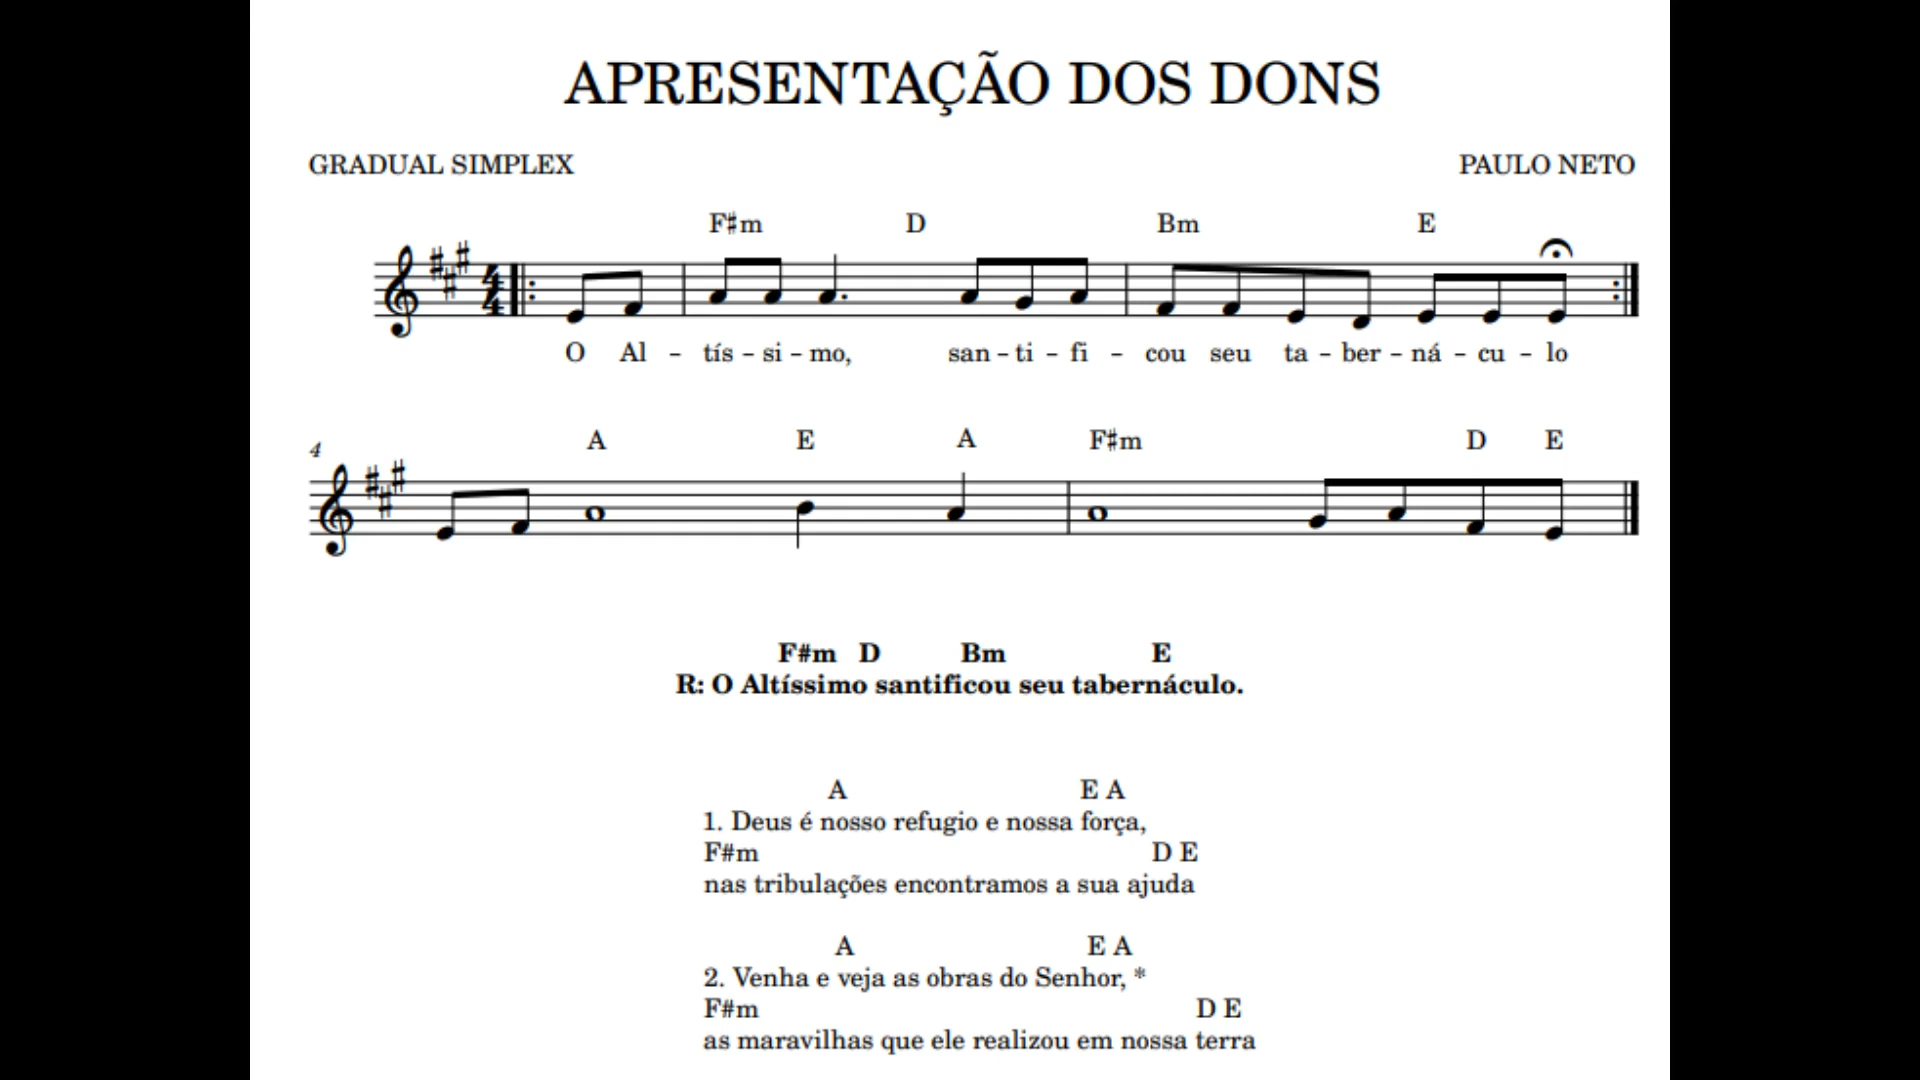 APRESENTAÇÃO DOS DONS
GRADUAL SIMPLEX PAULO NETO
F♯m D Bm E
O Al - tís - si - mo, san - ti - fi - cou seu ta - ber - ná - cu - lo
4 A E A F♯m D E
F#m D Bm E
R: O Altíssimo santificou seu tabernáculo.
A E A
1. Deus é nosso refugio e nossa força,
F#m D E
nas tribulações encontramos a sua ajuda
A E A
2. Venha e veja as obras do Senhor, *
F#m D E
as maravilhas que ele realizou em nossa terra